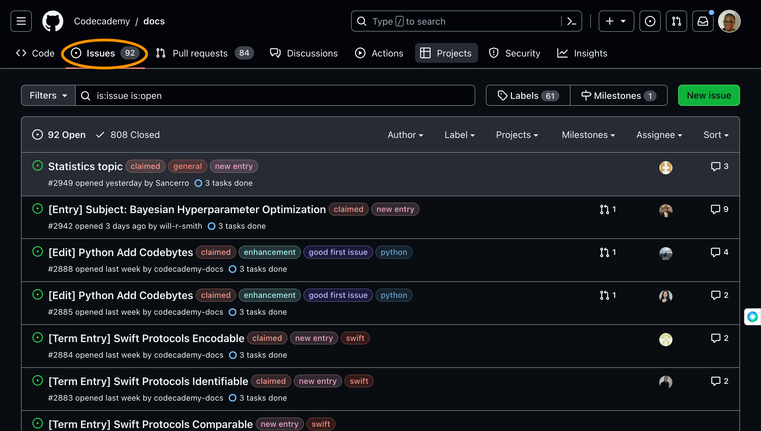 Codecademy / docs
Type / to search
Code Issues 92 Pull requests 84 Discussions Actions Projects Security Insights
Filters is:issue is:open Labels 61 Milestones 1 New issue
92 Open 808 Closed Author Label Projects Milestones Assignee Sort
Statistics topic claimed general new entry 3
#2949 opened yesterday by Sancerro 3 tasks done
[Entry] Subject: Bayesian Hyperparameter Optimization claimed new entry 1 9
#2942 opened 3 days ago by will-r-smith 3 tasks done
[Edit] Python Add Codebytes claimed enhancement good first issue python 1 4
#2888 opened last week by codecademy-docs 3 tasks done
[Edit] Python Add Codebytes claimed enhancement good first issue python 1 2
#2885 opened last week by codecademy-docs 3 tasks done
[Term Entry] Swift Protocols Encodable claimed new entry swift 2
#2884 opened last week by codecademy-docs 3 tasks done
[Term Entry] Swift Protocols Identifiable claimed new entry swift 2
#2883 opened last week by codecademy-docs 3 tasks done
[Term Entry] Swift Protocols Comparable new entry swift